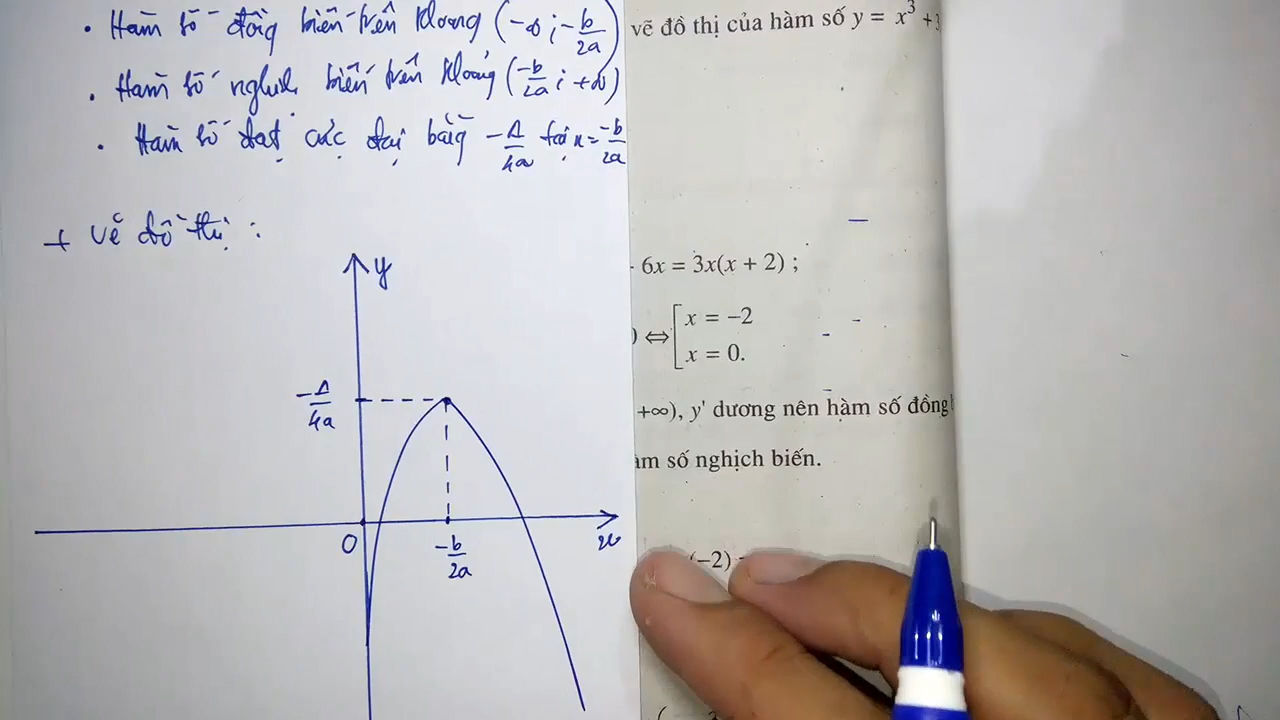 • Hàm số đồng biến trên khoảng (-∞; -b/2a)
• Hàm số nghịch biến trên khoảng (-b/2a; +∞)
• Hàm số đạt cực đại bằng -Δ/4a tại x = -b/2a
+ Vẽ đồ thị :
y
-Δ/4a
O
-b/2a
x
vẽ đồ thị của hàm số y = x³ +
6x = 3x(x + 2) ;
⇔ [ x = −2
x = 0.
+∞), y' dương nên hàm số đồng
số nghịch biến.
(−2)